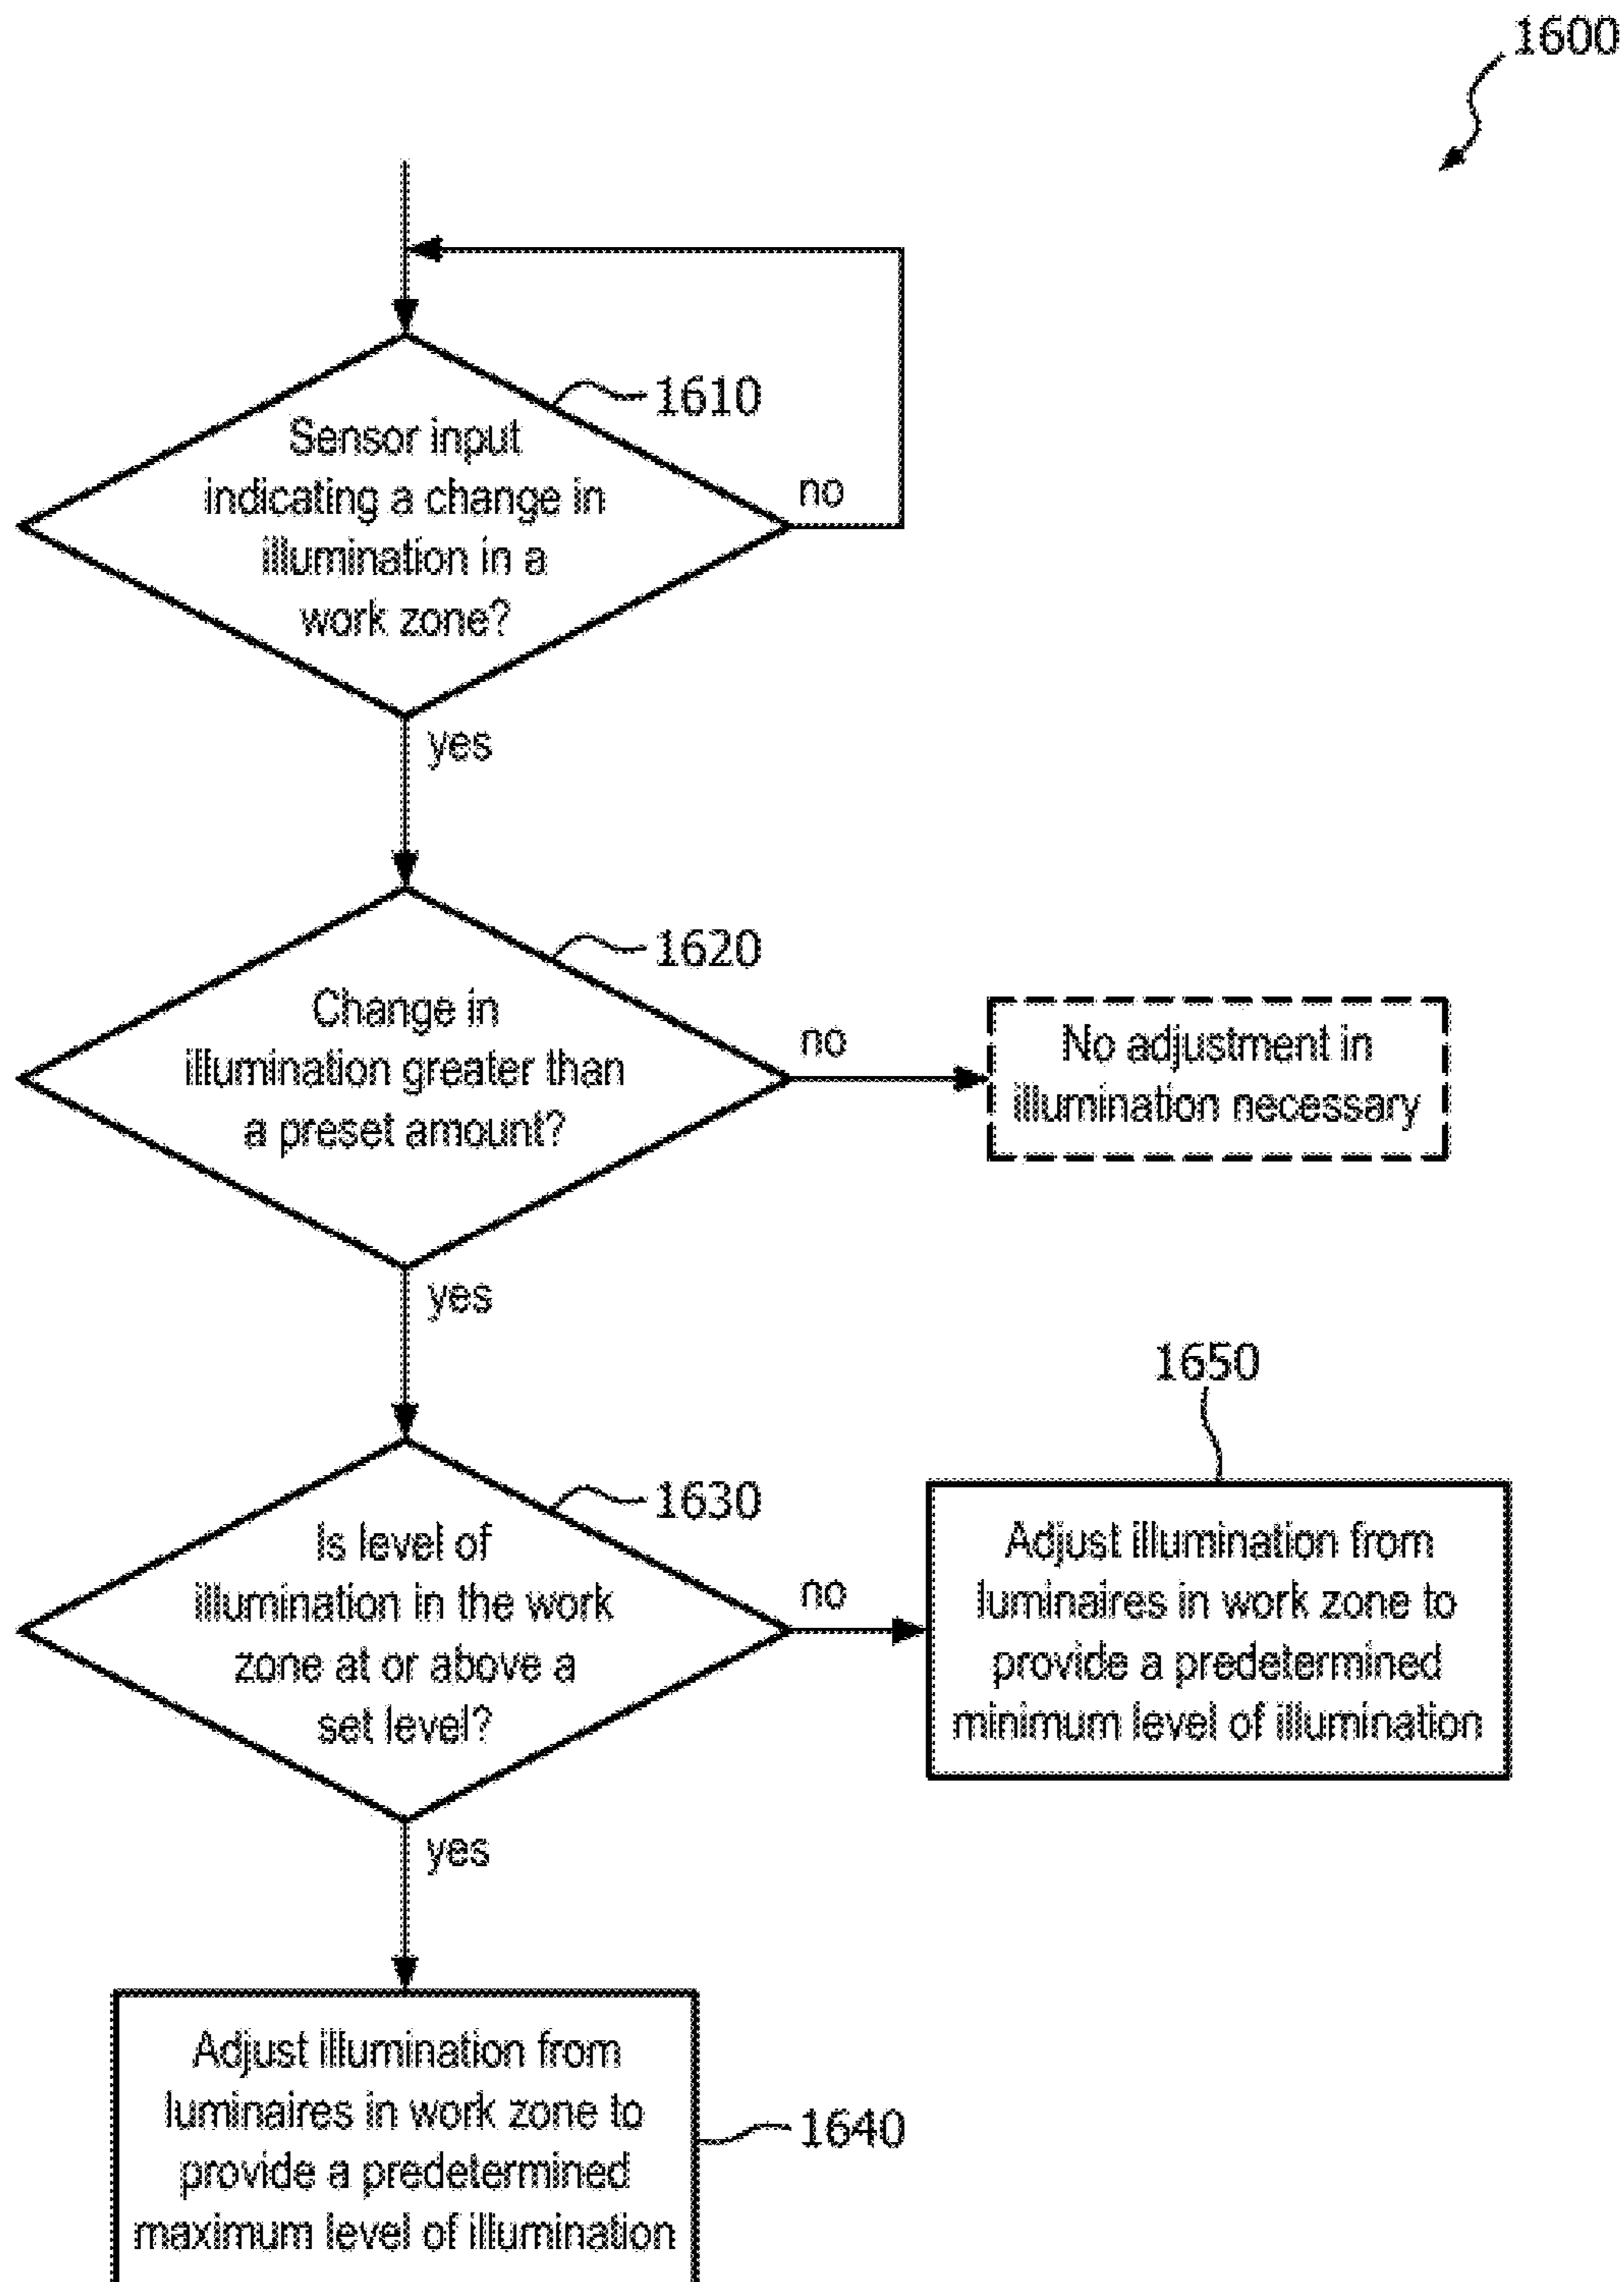 1600
1610
Sensor input
indicating a change in
illumination in a
work zone?
no
yes
1620
Change in
illumination greater than
a preset amount?
no
No adjustment in
illumination necessary
yes
1650
1630
Is level of
illumination in the work
zone at or above a
set level?
no
Adjust illumination from
luminaires in work zone to
provide a predetermined
minimum level of illumination
yes
Adjust illumination from
luminaires in work zone to
provide a predetermined
maximum level of illumination
1640